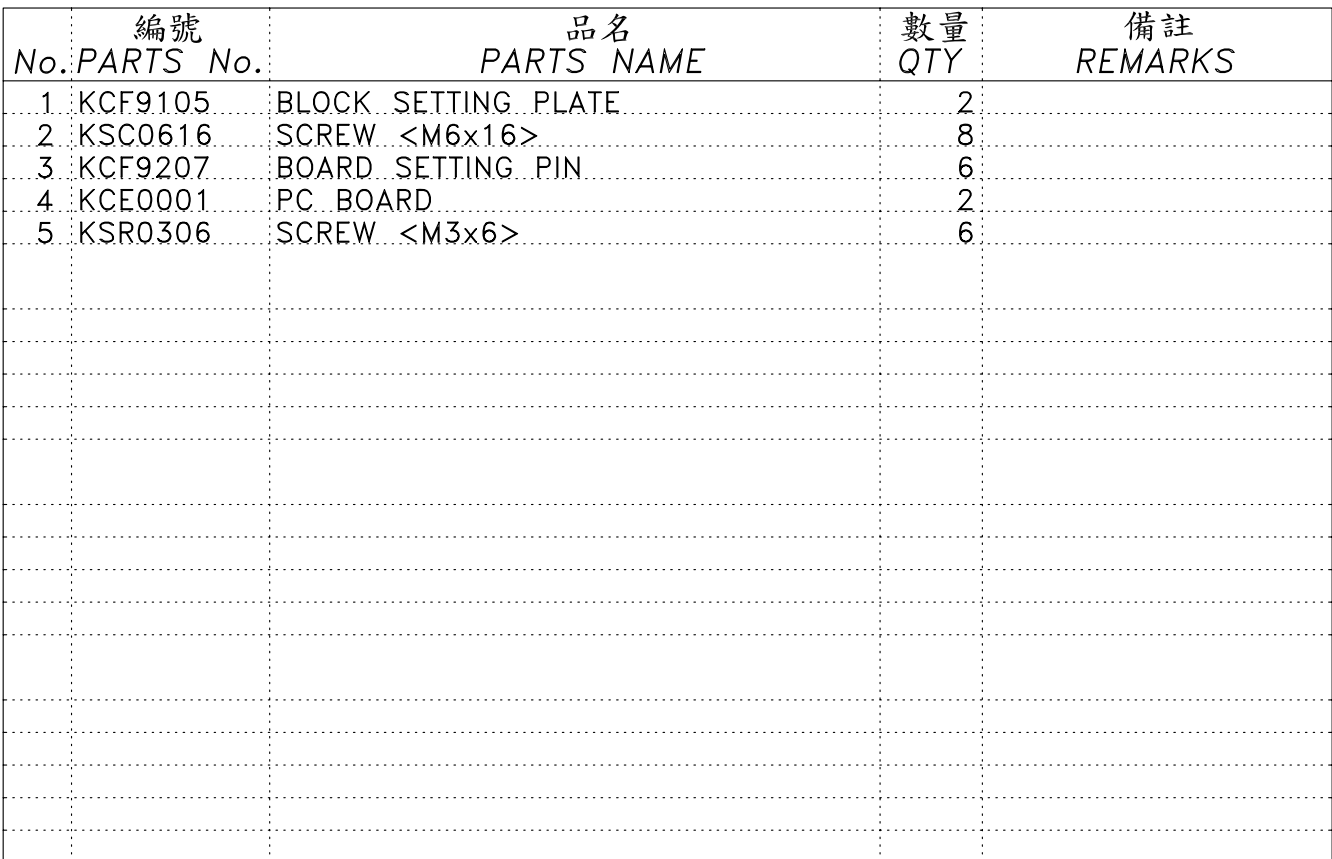 編號 品名 數量 備註
No. PARTS No. PARTS NAME QTY REMARKS
1 KCF9105 BLOCK SETTING PLATE 2
2 KSC0616 SCREW <M6x16> 8
3 KCF9207 BOARD SETTING PIN 6
4 KCE0001 PC BOARD 2
5 KSR0306 SCREW <M3x6> 6